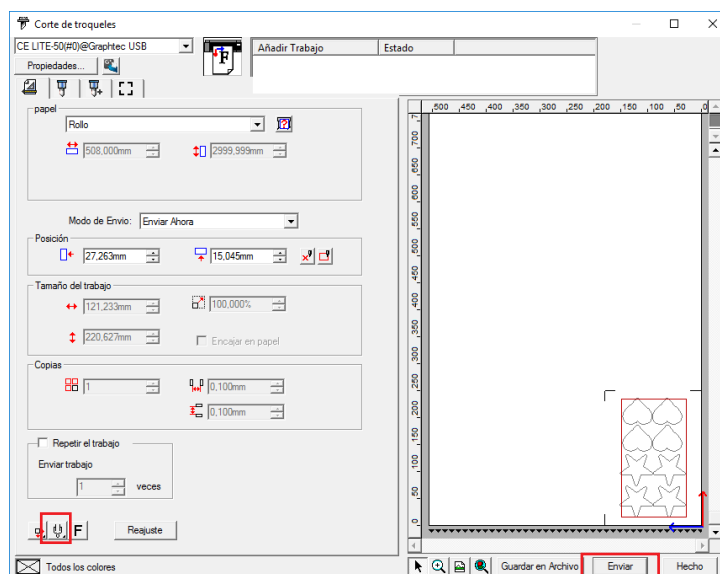 Corte de troqueles
CE LITE-50(#0)@Graphtec USB
Propiedades...
F
Añadir Trabajo Estado
papel
Rollo
508,000mm 2999,999mm
Modo de Envio: Enviar Ahora
Posición
27,263mm 15,045mm
Tamaño del trabajo
121,233mm 100,000%
220,627mm Encajar en papel
Copias
1 0,100mm
0,100mm
Repetir el trabajo
Enviar trabajo
1 veces
F Reajuste
Todos los colores
500 450 400 350 300 250 200 150 100 50 0
700
650
600
550
500
450
400
350
300
250
200
150
100
50
0
Guardar en Archivo Enviar Hecho